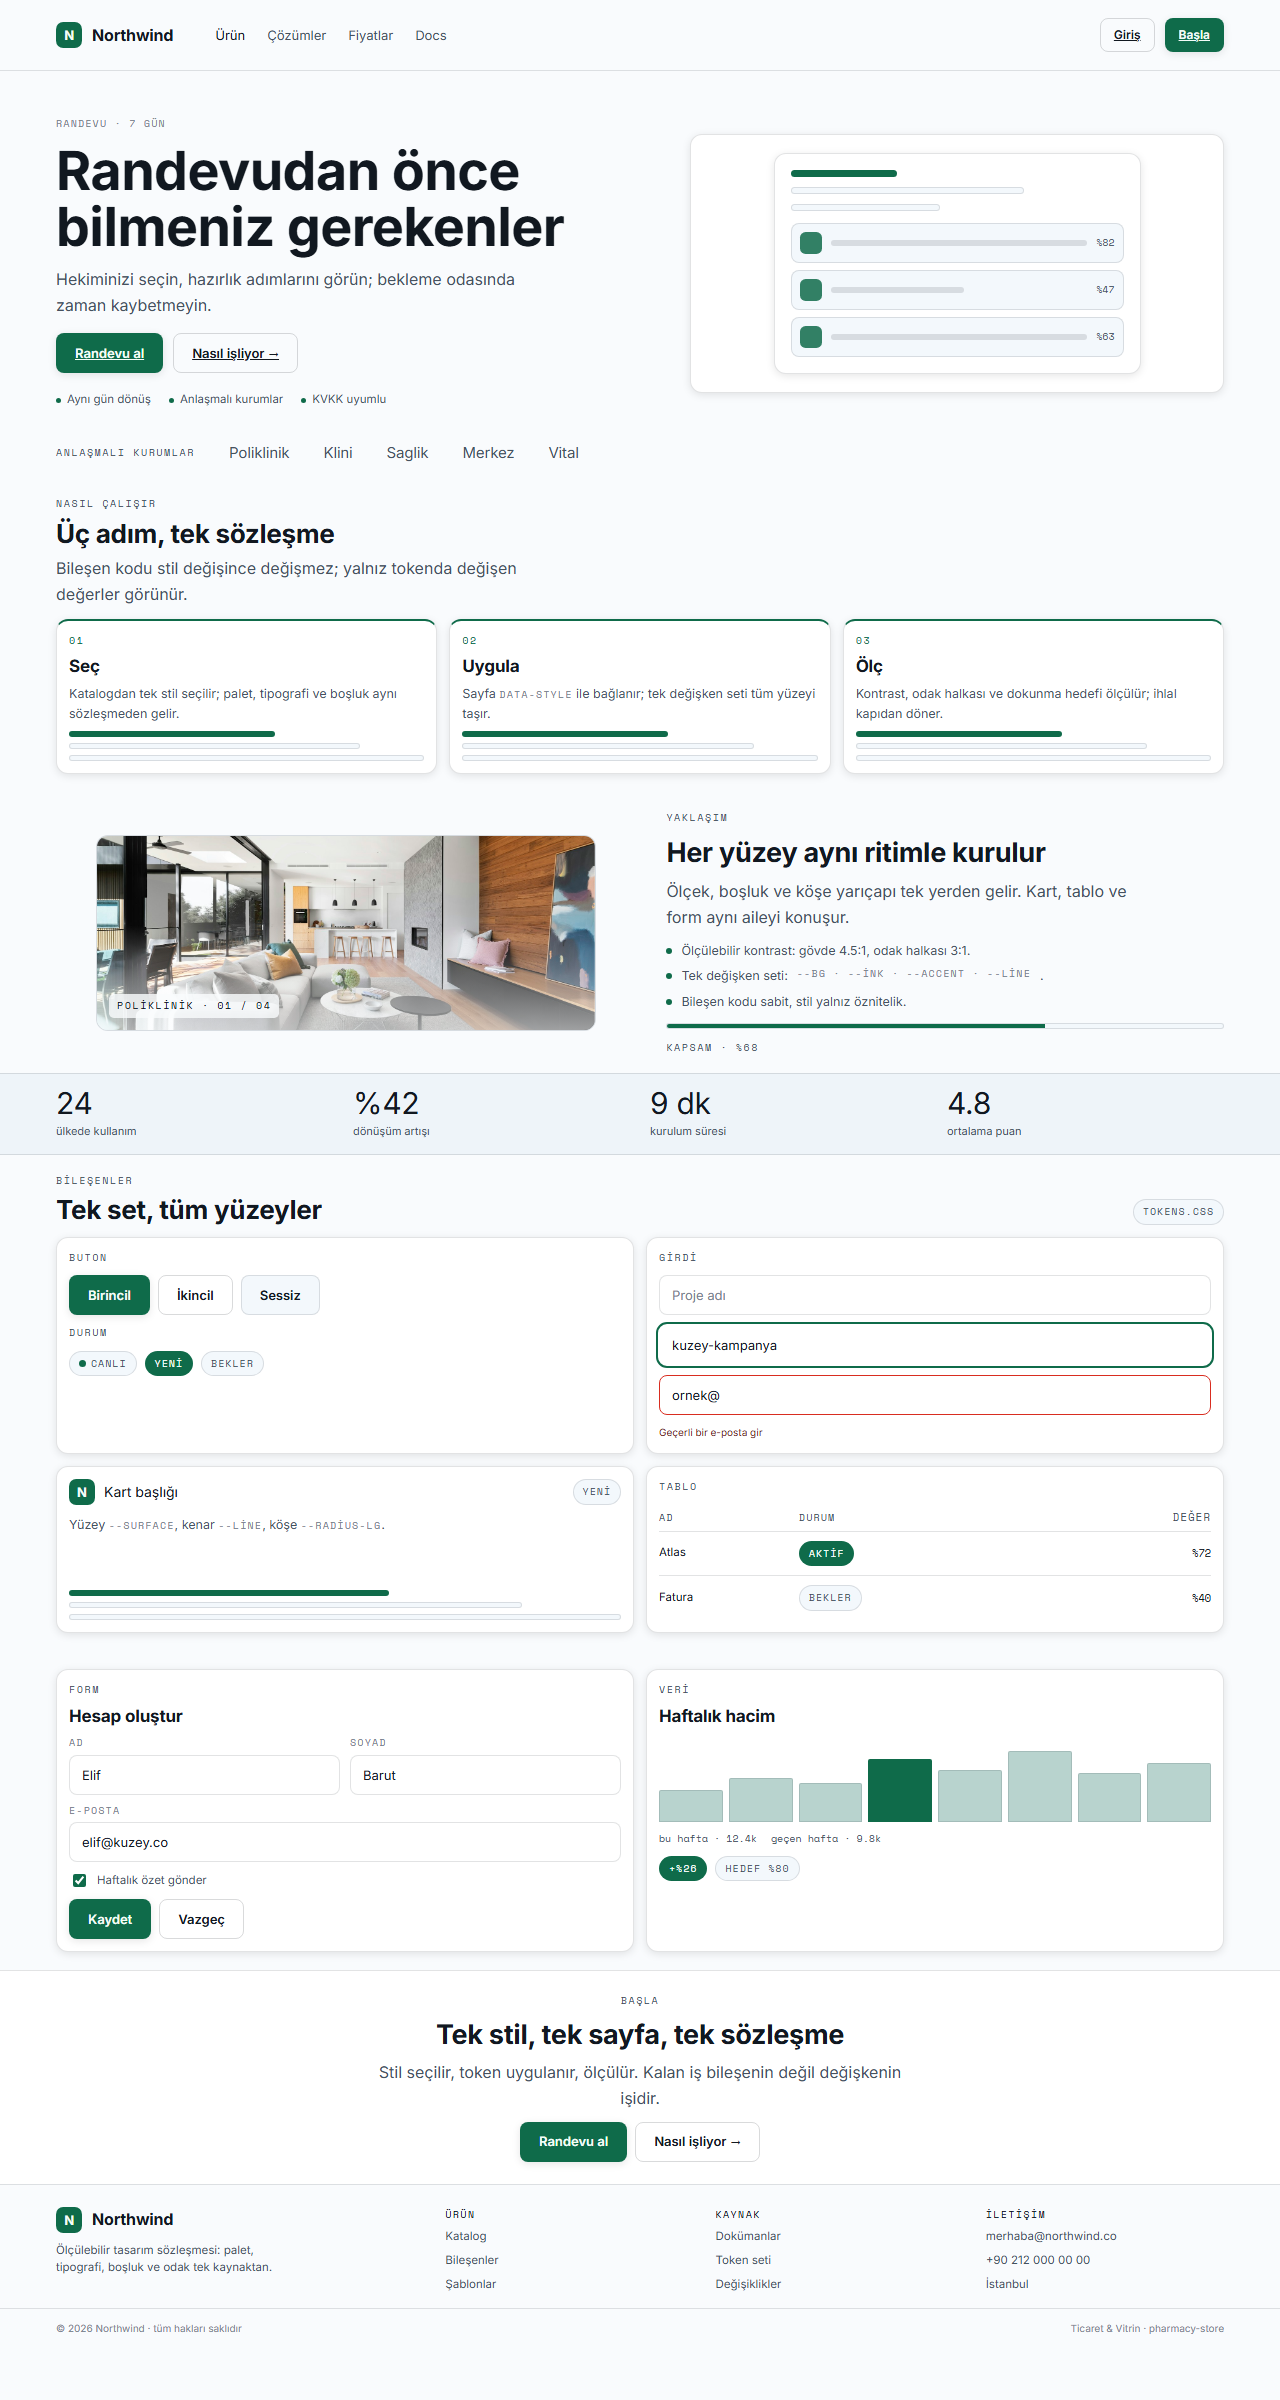 N Northwind Ürün Çözümler Fiyatlar Docs Giriş Başla
RANDEVU · 7 GÜN
Randevudan önce
bilmeniz gerekenler
Hekiminizi seçin, hazırlık adımlarını görün; bekleme odasında
zaman kaybetmeyin.
Randevu al Nasıl işliyor →
Aynı gün dönüş Anlaşmalı kurumlar KVKK uyumlu
%82
%47
%63
ANLAŞMALI KURUMLAR Poliklinik Klini Saglik Merkez Vital
NASIL ÇALIŞIR
Üç adım, tek sözleşme
Bileşen kodu stil değişince değişmez; yalnız tokenda değişen
değerler görünür.
01
Seç
Katalogdan tek stil seçilir; palet, tipografi ve boşluk aynı
sözleşmeden gelir.
02
Uygula
Sayfa DATA-STYLE ile bağlanır; tek değişken seti tüm yüzeyi
taşır.
03
Ölç
Kontrast, odak halkası ve dokunma hedefi ölçülür; ihlal
kapıdan döner.
POLİKLİNİK · 01 / 04
YAKLAŞIM
Her yüzey aynı ritimle kurulur
Ölçek, boşluk ve köşe yarıçapı tek yerden gelir. Kart, tablo ve
form aynı aileyi konuşur.
Ölçülebilir kontrast: gövde 4.5:1, odak halkası 3:1.
Tek değişken seti: --BG · --İNK · --ACCENT · --LİNE .
Bileşen kodu sabit, stil yalnız öznitelik.
KAPSAM · %68
24
ülkede kullanım
%42
dönüşüm artışı
9 dk
kurulum süresi
4.8
ortalama puan
BİLEŞENLER
Tek set, tüm yüzeyler
TOKENS.CSS
BUTON
Birincil İkincil Sessiz
DURUM
CANLI YENİ BEKLER
GİRDİ
Proje adı
kuzey-kampanya
ornek@
Geçerli bir e-posta gir
N Kart başlığı YENİ
Yüzey --SURFACE, kenar --LİNE, köşe --RADİUS-LG.
TABLO
AD DURUM DEĞER
Atlas AKTİF %72
Fatura BEKLER %40
FORM
Hesap oluştur
AD SOYAD
Elif Barut
E-POSTA
elif@kuzey.co
Haftalık özet gönder
Kaydet Vazgeç
VERİ
Haftalık hacim
bu hafta · 12.4k geçen hafta · 9.8k
+%26 HEDEF %80
BAŞLA
Tek stil, tek sayfa, tek sözleşme
Stil seçilir, token uygulanır, ölçülür. Kalan iş bileşenin değil değişkenin
işidir.
Randevu al Nasıl işliyor →
N Northwind
Ölçülebilir tasarım sözleşmesi: palet,
tipografi, boşluk ve odak tek kaynaktan.
ÜRÜN
Katalog
Bileşenler
Şablonlar
KAYNAK
Dokümanlar
Token seti
Değişiklikler
İLETİŞİM
merhaba@northwind.co
+90 212 000 00 00
İstanbul
© 2026 Northwind · tüm hakları saklıdır
Ticaret & Vitrin · pharmacy-store